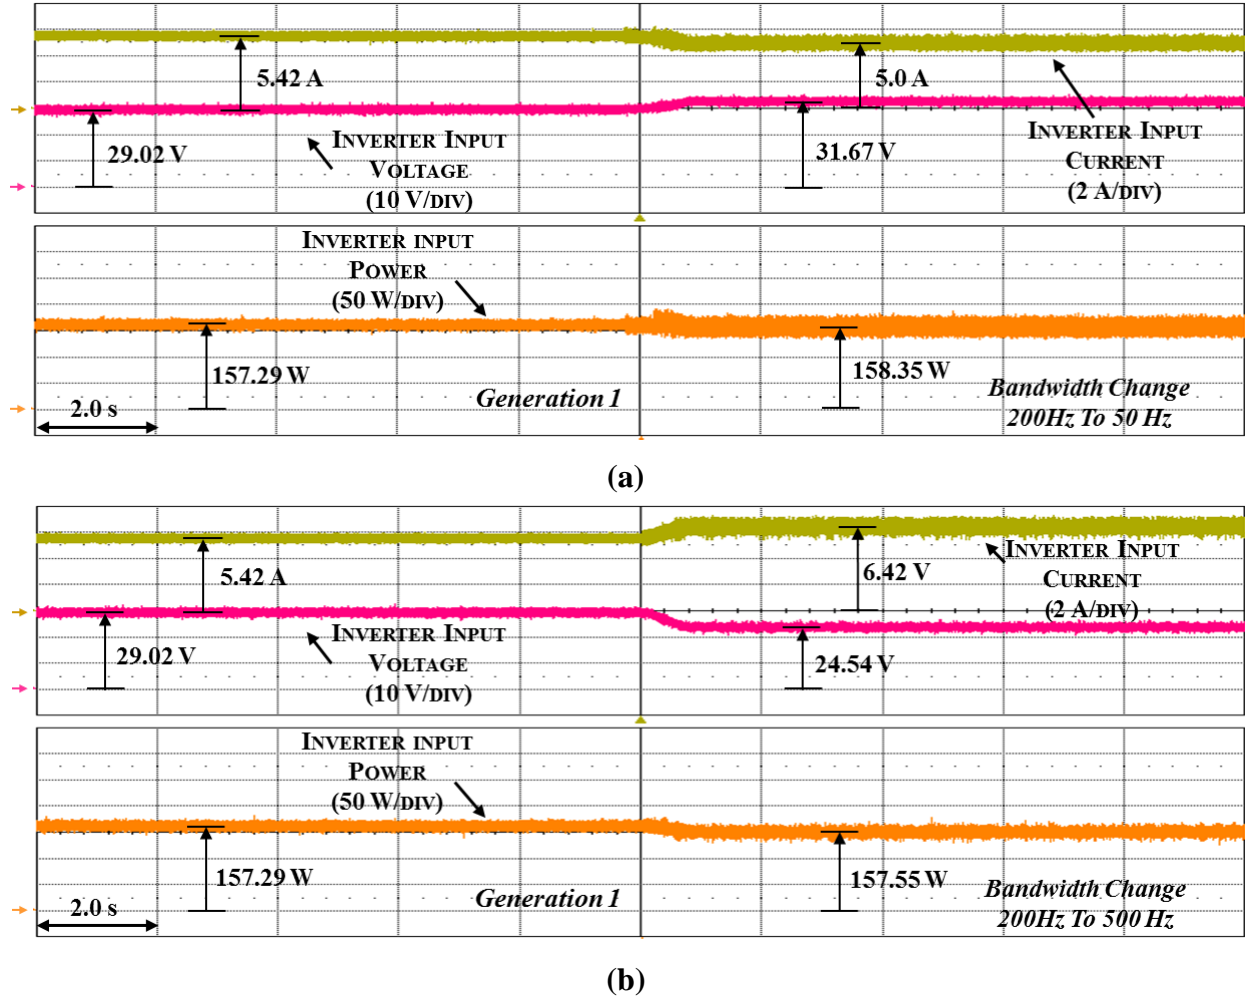 5.42 A
5.0 A
29.02 V
INVERTER INPUT
VOLTAGE
(10 V/DIV)
31.67 V
INVERTER INPUT
CURRENT
(2 A/DIV)
INVERTER INPUT
POWER
(50 W/DIV)
157.29 W
158.35 W
2.0 s
Generation 1
Bandwidth Change
200Hz To 50 Hz
(a)
5.42 A
6.42 V
INVERTER INPUT
CURRENT
(2 A/DIV)
29.02 V
INVERTER INPUT
VOLTAGE
(10 V/DIV)
24.54 V
INVERTER INPUT
POWER
(50 W/DIV)
157.29 W
157.55 W
2.0 s
Generation 1
Bandwidth Change
200Hz To 500 Hz
(b)